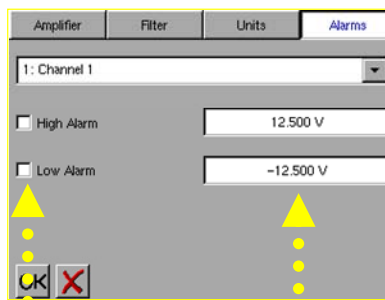 Amplifier Filter Units Alarms
1: Channel 1
High Alarm 12.500 V
Low Alarm -12.500 V
OK